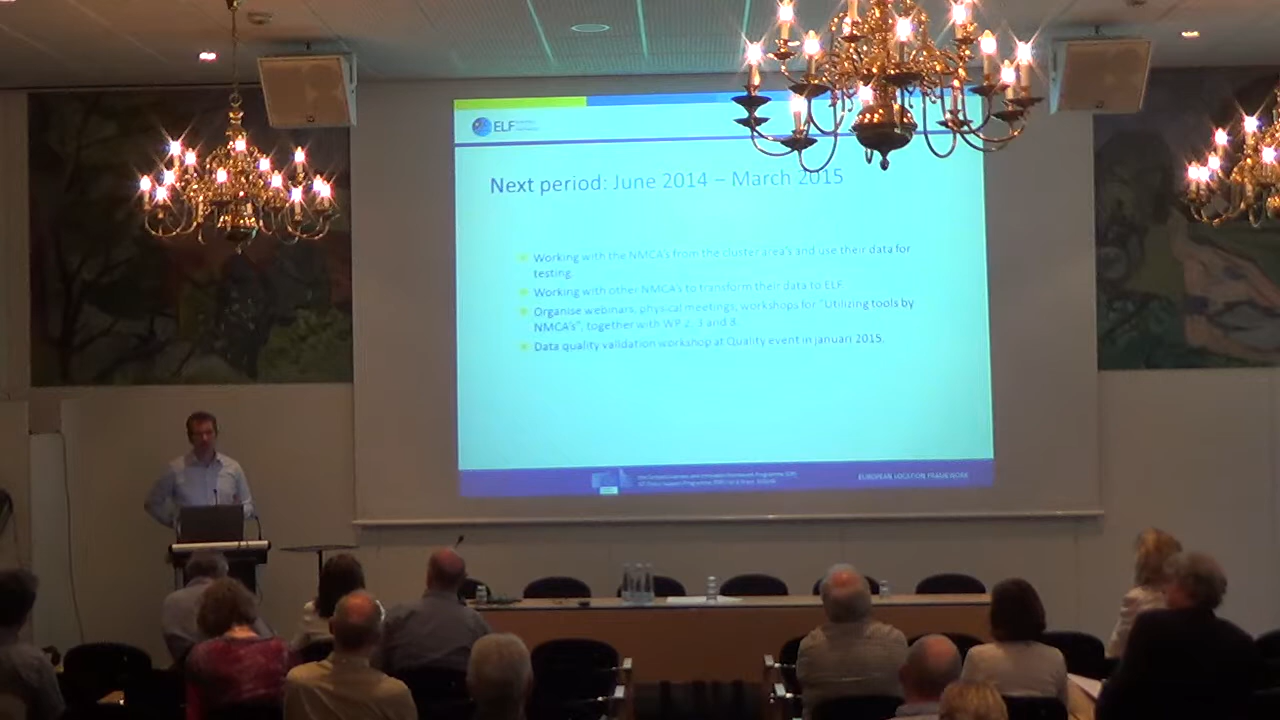 ELF
Next period: June 2014 – March 2015
Working with the NMCA's from the cluster area's and use their data for
testing.
Working with other NMCA's to transform their data to ELF.
Organise webinars, physical meetings, workshops for "Utilizing tools by
NMCA's", together with WP 2, 3 and 8.
Data quality validation workshop at Quality event in januari 2015.
EUROPEAN LOCATION FRAMEWORK